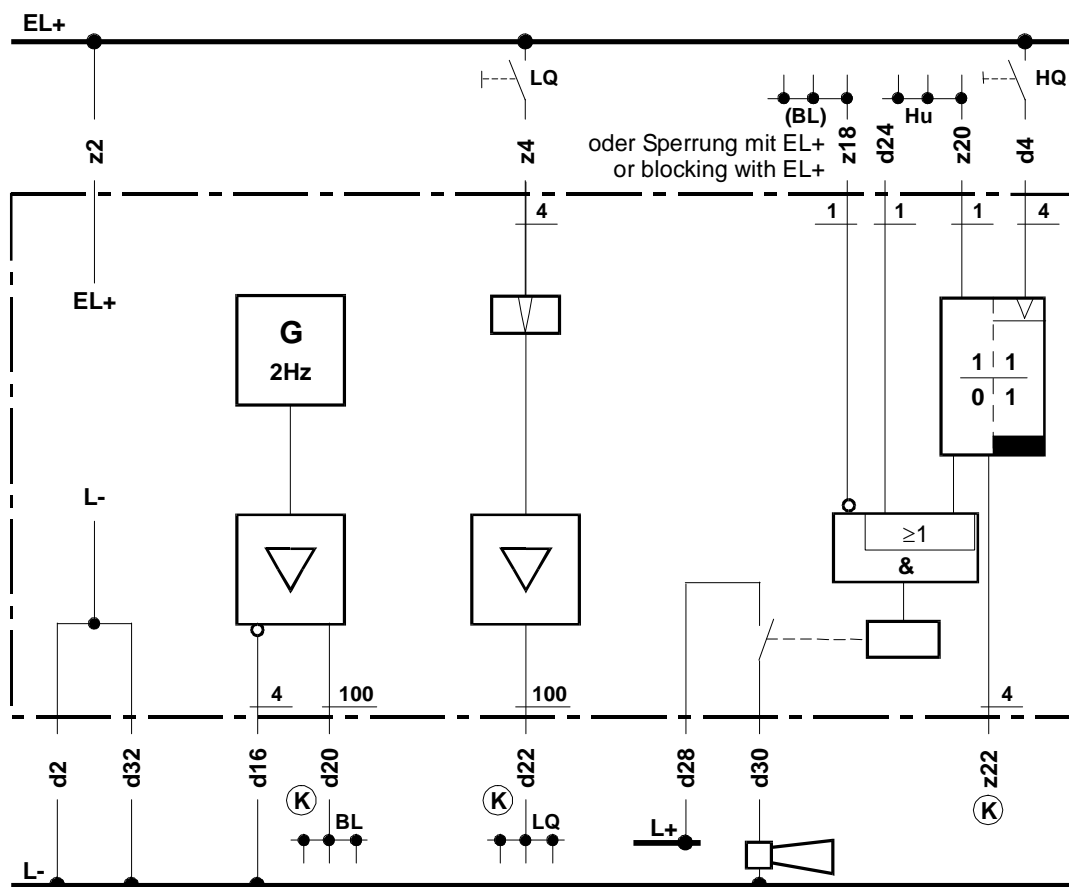 EL+
LQ
HQ
(BL)
Hu
z2
z4
z18
d24
z20
d4
oder Sperrung mit EL+
or blocking with EL+
4
1
1
1
4
EL+
G
2Hz
1 1
0 1
L-
≥1
&
4
100
100
4
d2
d32
d16
d20
d22
d28
d30
z22
K
BL
K
LQ
L+
K
L-